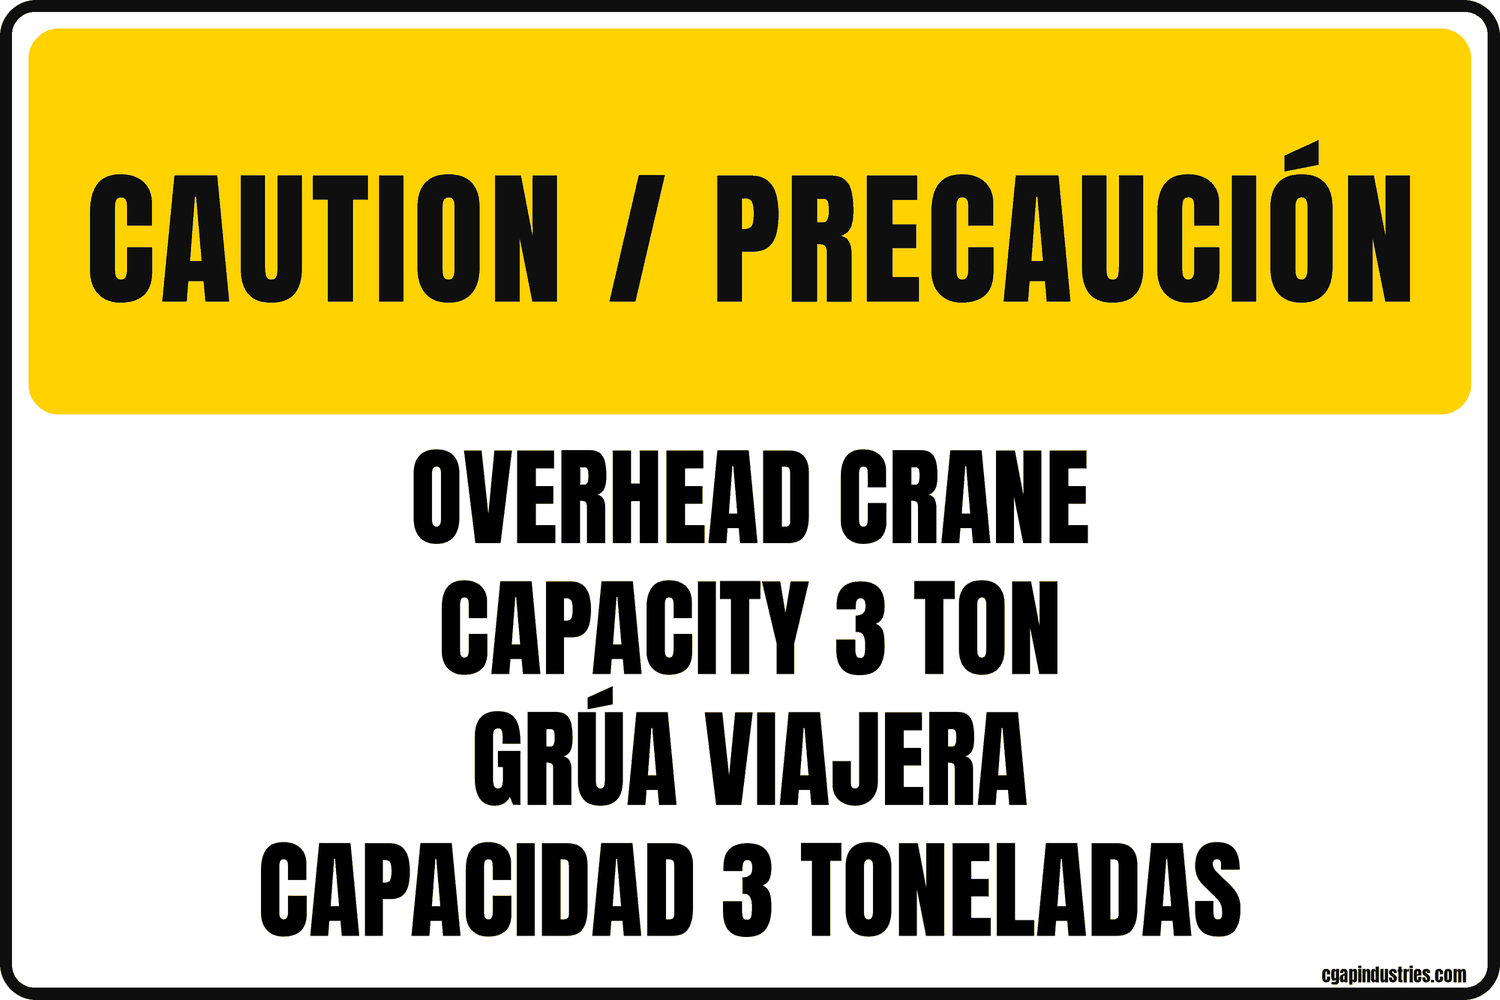 CAUTION / PRECAUCIÓN
OVERHEAD CRANE
CAPACITY 3 TON
GRÚA VIAJERA
CAPACIDAD 3 TONELADAS
cgapindustries.com